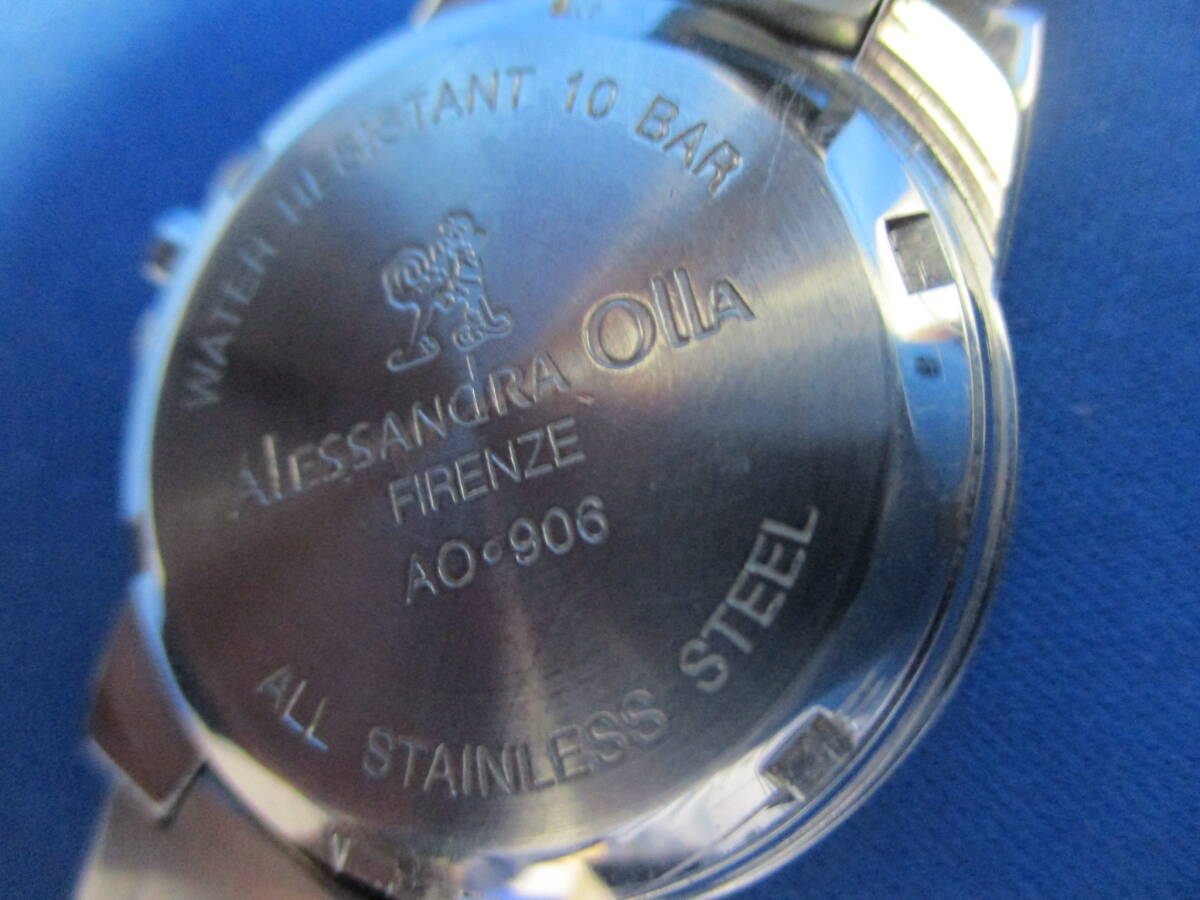 WATER RESISTANT 10 BAR
AlESSANdRA OllA
FIRENZE
AO•906
ALL STAINLESS STEEL